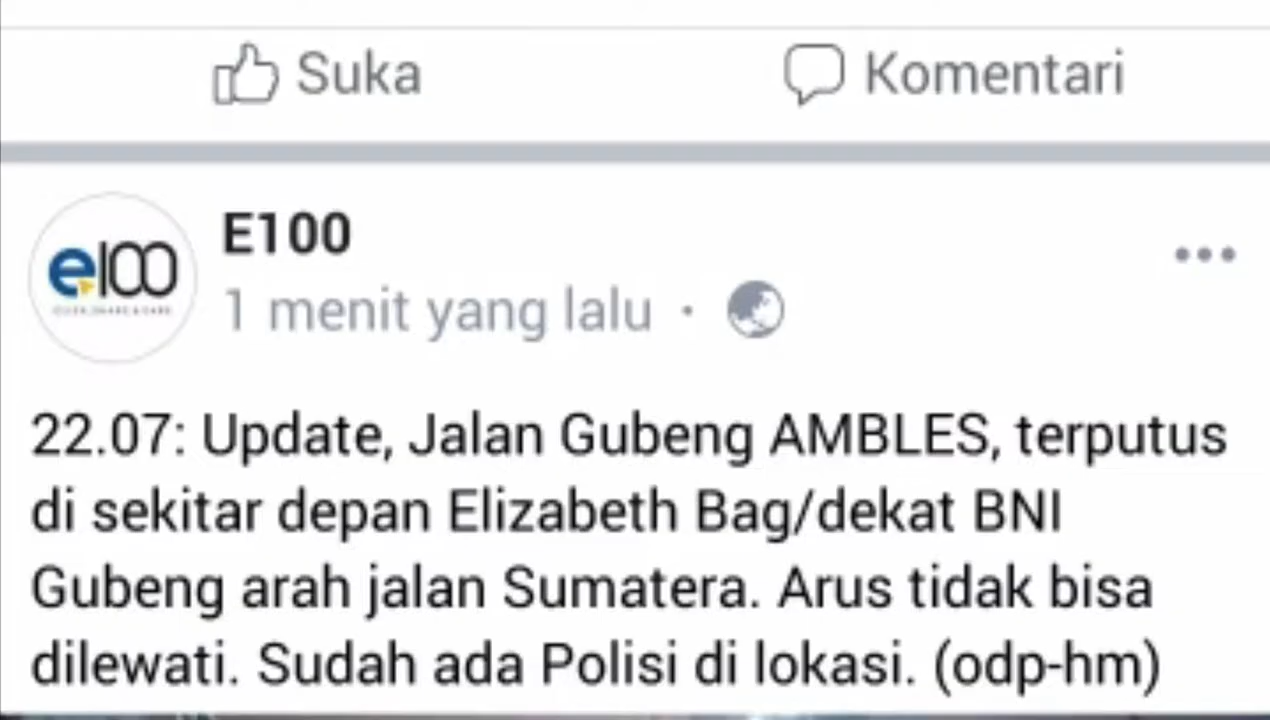 Suka
Komentari
e100
E100
1 menit yang lalu ·
22.07: Update, Jalan Gubeng AMBLES, terputus
di sekitar depan Elizabeth Bag/dekat BNI
Gubeng arah jalan Sumatera. Arus tidak bisa
dilewati. Sudah ada Polisi di lokasi. (odp-hm)